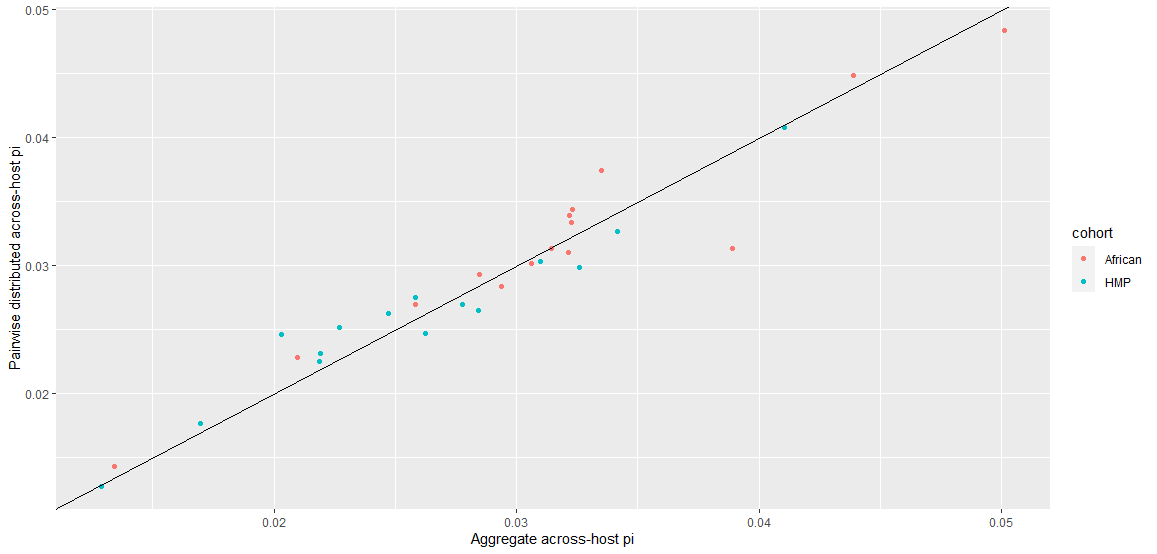 Pairwise distributed across-host pi
0.05
0.04
0.03
0.02
0.02 0.03 0.04 0.05
Aggregate across-host pi
cohort
African
HMP